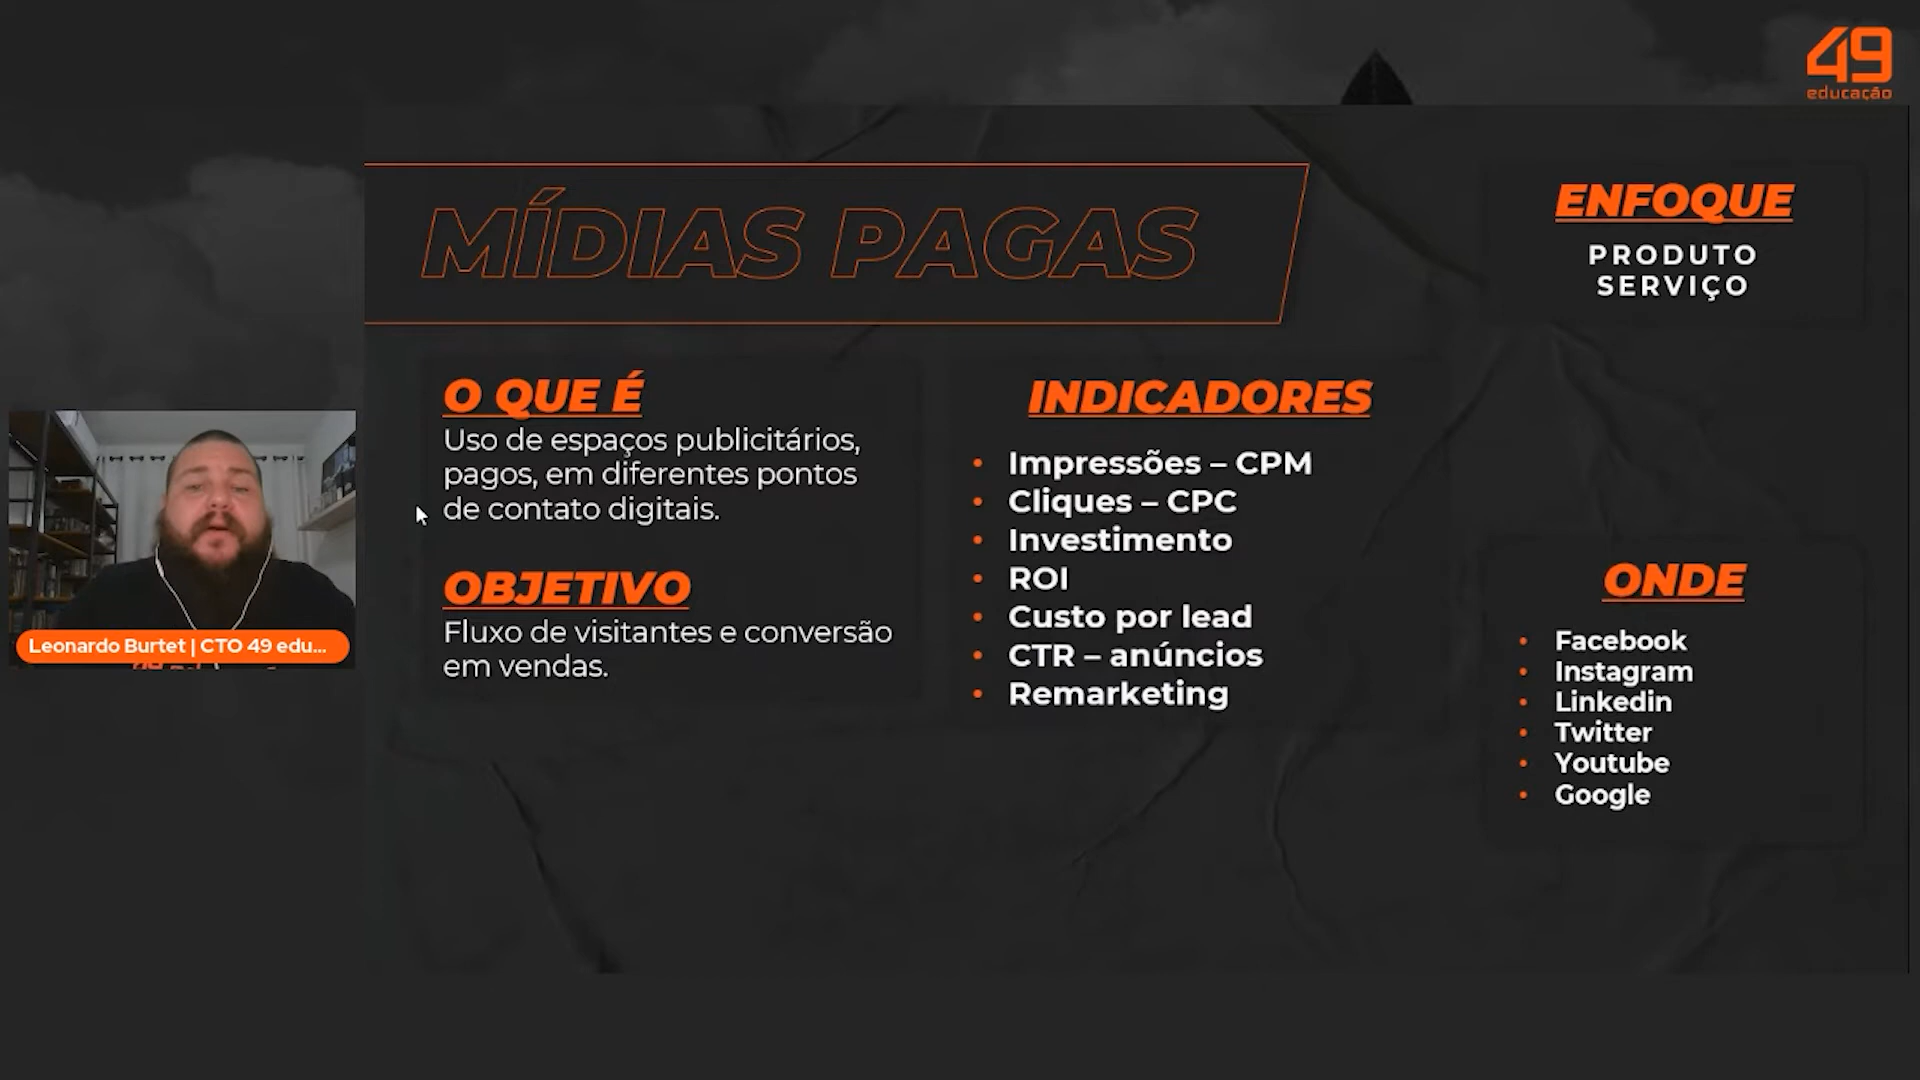 49
educação
MÍDIAS PAGAS
ENFOQUE
PRODUTO
SERVIÇO
O QUE É
Uso de espaços publicitários,
pagos, em diferentes pontos
de contato digitais.
OBJETIVO
Fluxo de visitantes e conversão
em vendas.
INDICADORES
• Impressões – CPM
• Cliques – CPC
• Investimento
• ROI
• Custo por lead
• CTR – anúncios
• Remarketing
ONDE
• Facebook
• Instagram
• Linkedin
• Twitter
• Youtube
• Google
Leonardo Burtet | CTO 49 edu...